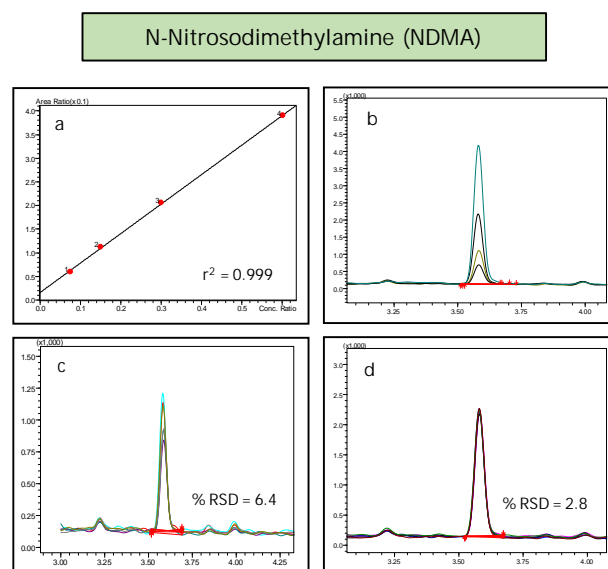 N-Nitrosodimethylamine (NDMA)
Area Ratio(x0.1)
4.0
3.5
3.0
2.5
2.0
1.5
1.0
0.5
0.0
a
1
2
3
4
r² = 0.999
0.0 0.1 0.2 0.3 0.4 0.5 Conc. Ratio
(x1,000)
5.5
5.0
4.5
4.0
3.5
3.0
2.5
2.0
1.5
1.0
0.5
0.0
b
3.25 3.50 3.75 4.00
(x1,000)
1.50
1.25
1.00
0.75
0.50
0.25
0.00
c
% RSD = 6.4
3.00 3.25 3.50 3.75 4.00 4.25
(x1,000)
3.0
2.5
2.0
1.5
1.0
0.5
0.0
d
% RSD = 2.8
3.25 3.50 3.75 4.00